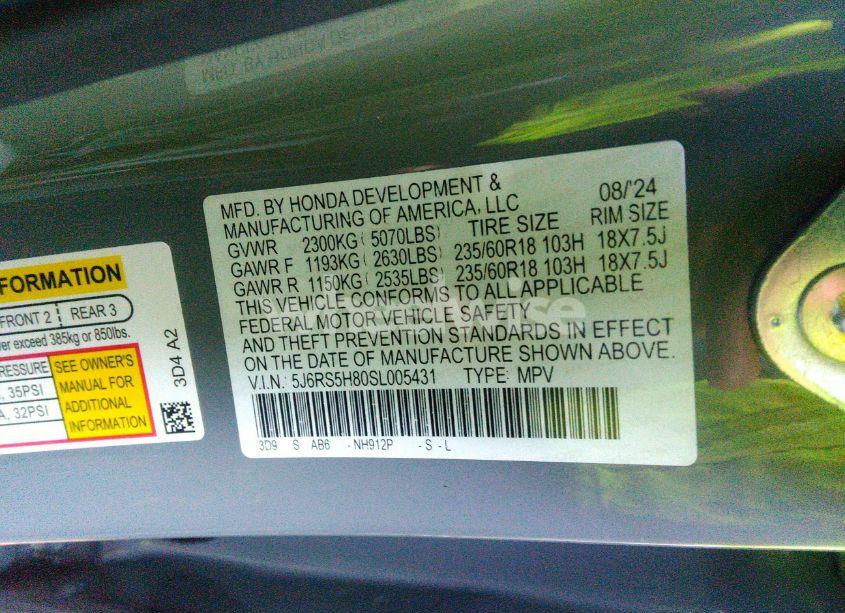 MFD. BY HONDA DEVELOPMENT &
MANUFACTURING OF AMERICA, LLC 08/'24
GVWR 2300KG ( 5070LBS) TIRE SIZE RIM SIZE
GAWR F 1193KG ( 2630LBS) 235/60R18 103H 18X7.5J
GAWR R 1150KG ( 2535LBS) 235/60R18 103H 18X7.5J
THIS VEHICLE CONFORMS TO ALL APPLICABLE
FEDERAL MOTOR VEHICLE SAFETY
AND THEFT PREVENTION STANDARDS IN EFFECT
ON THE DATE OF MANUFACTURE SHOWN ABOVE.
V.I.N.: 5J6RS5H80SL005431 TYPE: MPV
3D9 S AB6 -NH912P -S-L
FORMATION
FRONT 2 REAR 3
ver exceed 385kg or 850lbs.
PRESSURE
, 35PSI
A, 32PSI
SEE OWNER'S
MANUAL FOR
ADDITIONAL
INFORMATION
3D4 A2